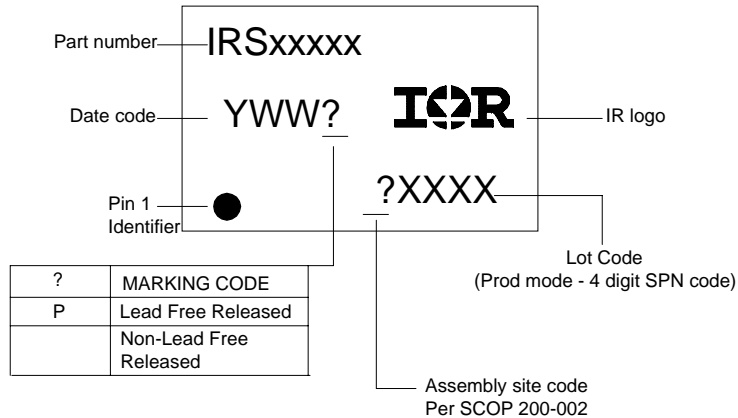 Part number
IRSxxxxx
Date code
YWW?
IOR
IR logo
Pin 1
Identifier
?XXXX
Lot Code
(Prod mode - 4 digit SPN code)
? MARKING CODE
P Lead Free Released
Non-Lead Free
Released
Assembly site code
Per SCOP 200-002